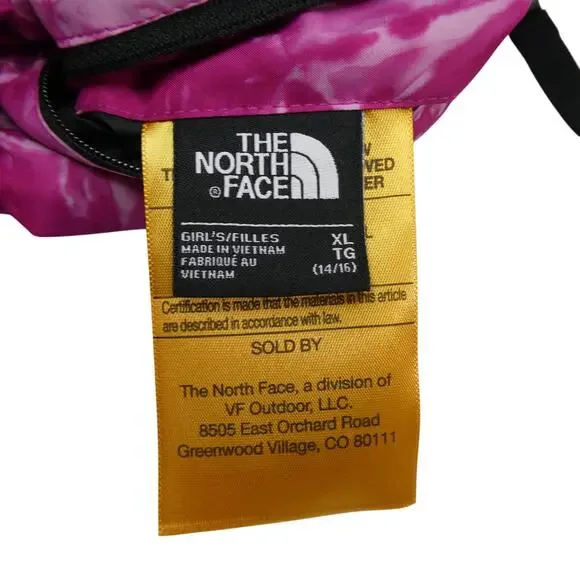 THE
NORTH
FACE®
GIRL'S/FILLES XL
MADE IN VIETNAM TG
FABRIQUÉ AU (14/16)
VIETNAM
Certification is made that the materials in this article
are described in accordance with law.
SOLD BY
The North Face, a division of
VF Outdoor, LLC.
8505 East Orchard Road
Greenwood Village, CO 80111